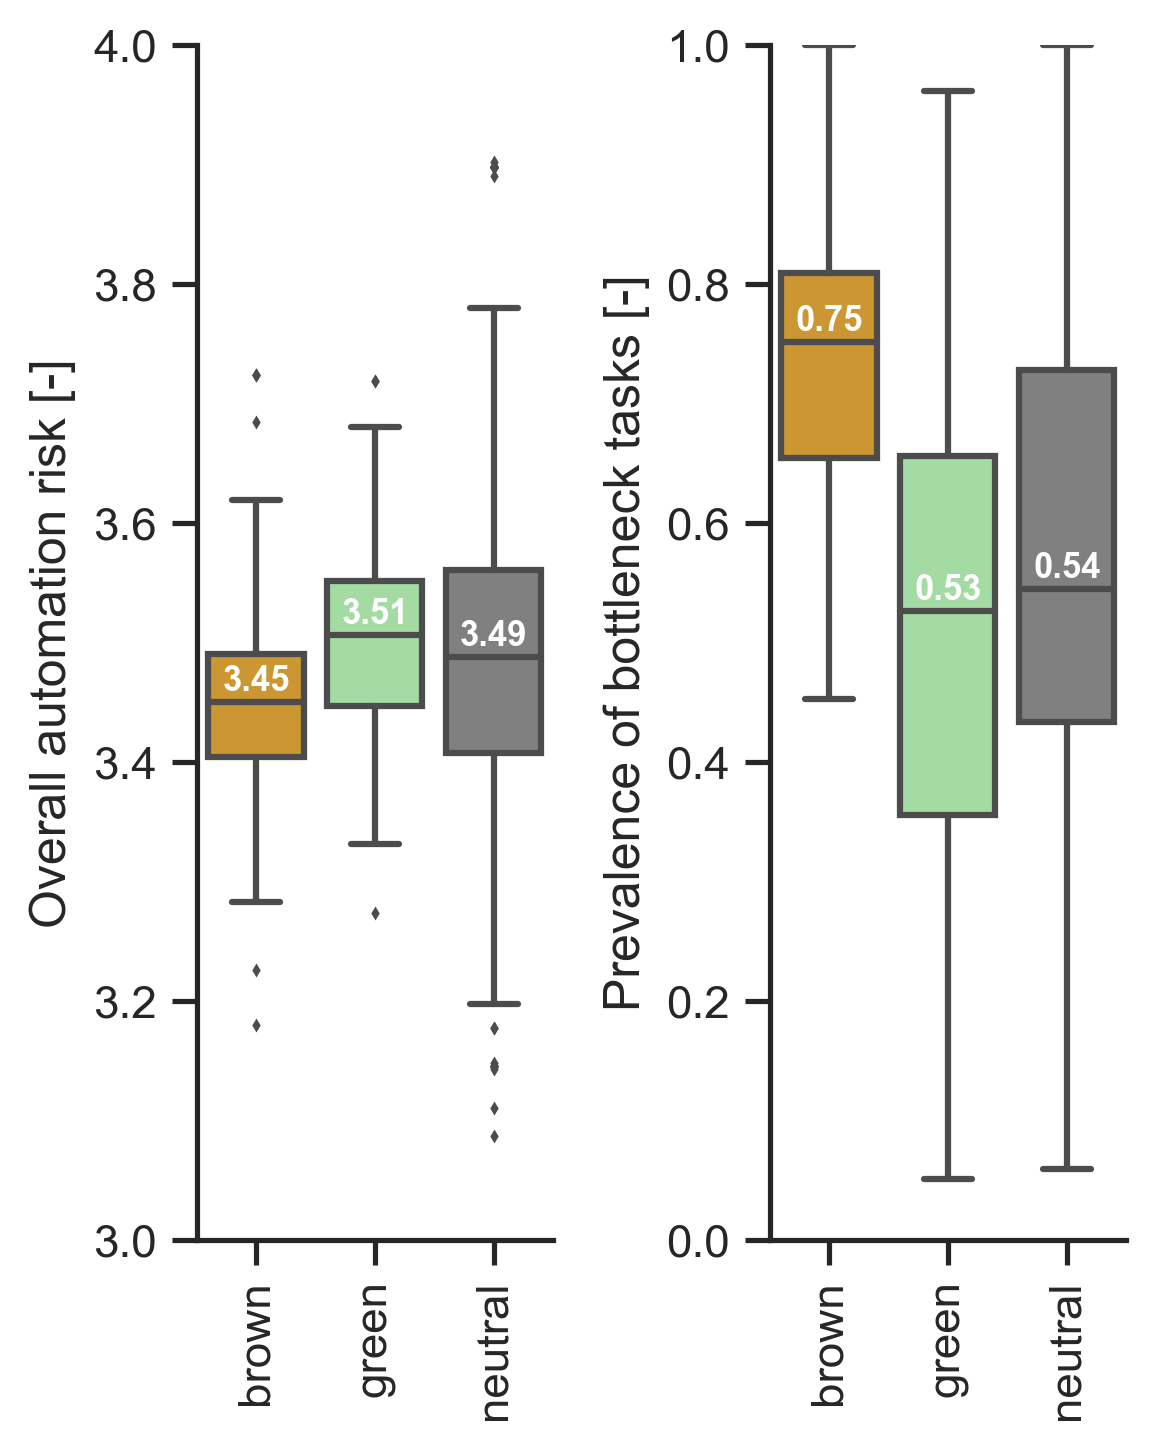 Overall automation risk [-]
4.0
3.8
3.6
3.4
3.2
3.0
3.45
3.51
3.49
brown
green
neutral
Prevalence of bottleneck tasks [-]
1.0
0.8
0.6
0.4
0.2
0.0
0.75
0.53
0.54
brown
green
neutral